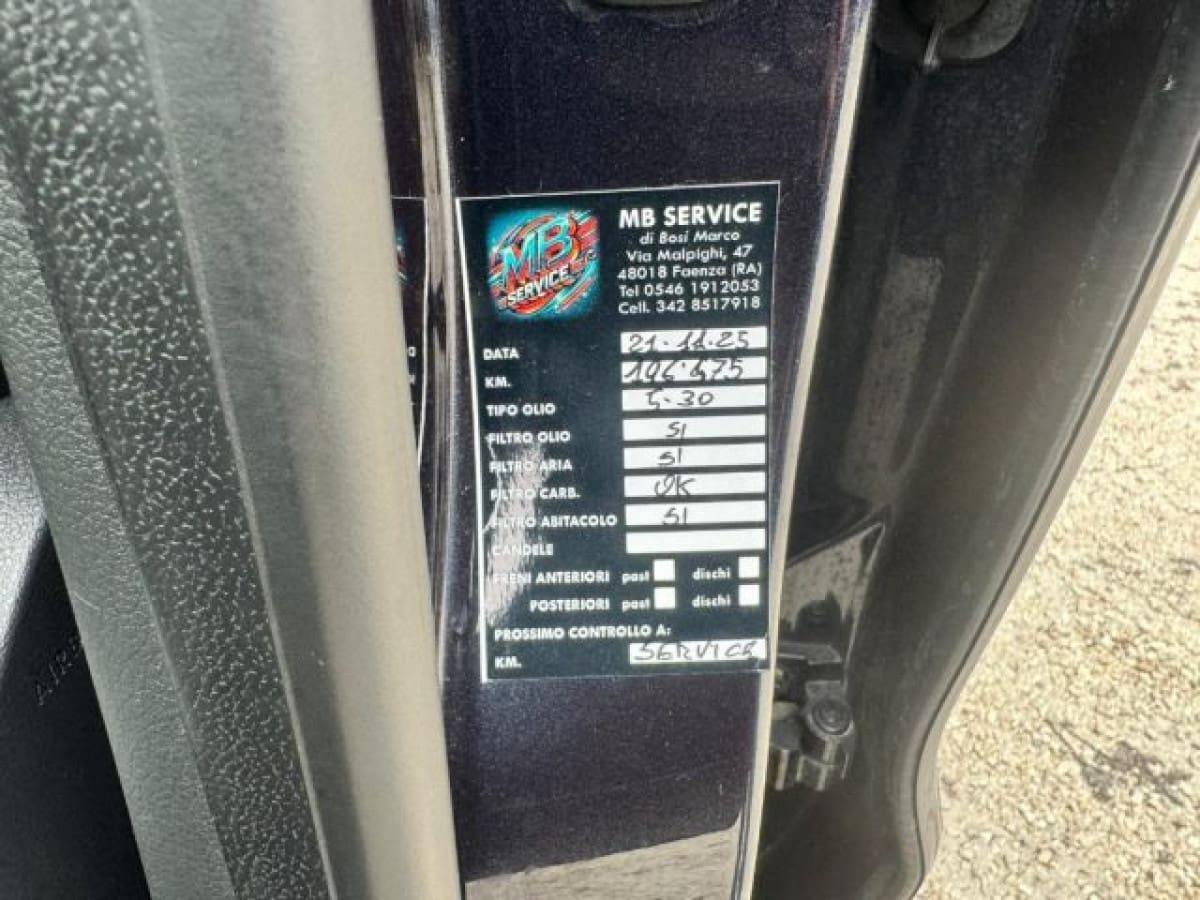 MB
SERVICE
MB SERVICE
di Bosi Marco
Via Malpighi, 47
48018 Faenza (RA)
Tel 0546 1912053
Cell. 342 8517918
DATA 21.11.25
KM.
TIPO OLIO 5.30
FILTRO OLIO SI
FILTRO ARIA SI
FILTRO CARB. OK
FILTRO ABITACOLO SI
CANDELE
FRENI ANTERIORI past dischi
POSTERIORI past dischi
PROSSIMO CONTROLLO A:
KM. SERVICE